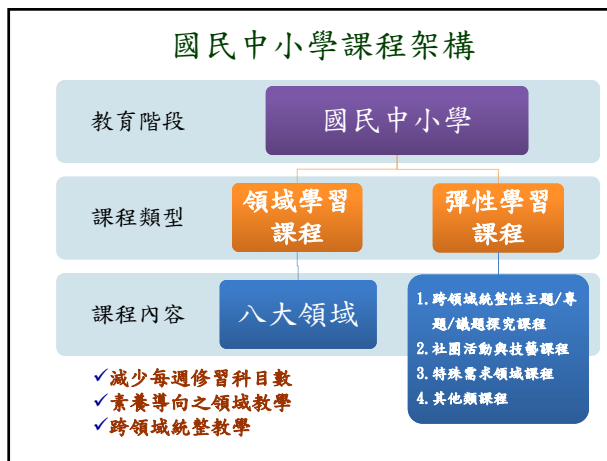 國民中小學課程架構
教育階段
國民中小學
課程類型
領域學習
課程
彈性學習
課程
課程內容
八大領域
1.跨領域統整性主題/專
題/議題探究課程
2.社團活動與技藝課程
3.特殊需求領域課程
4.其他類課程
✓減少每週修習科目數
✓素養導向之領域教學
✓跨領域統整教學